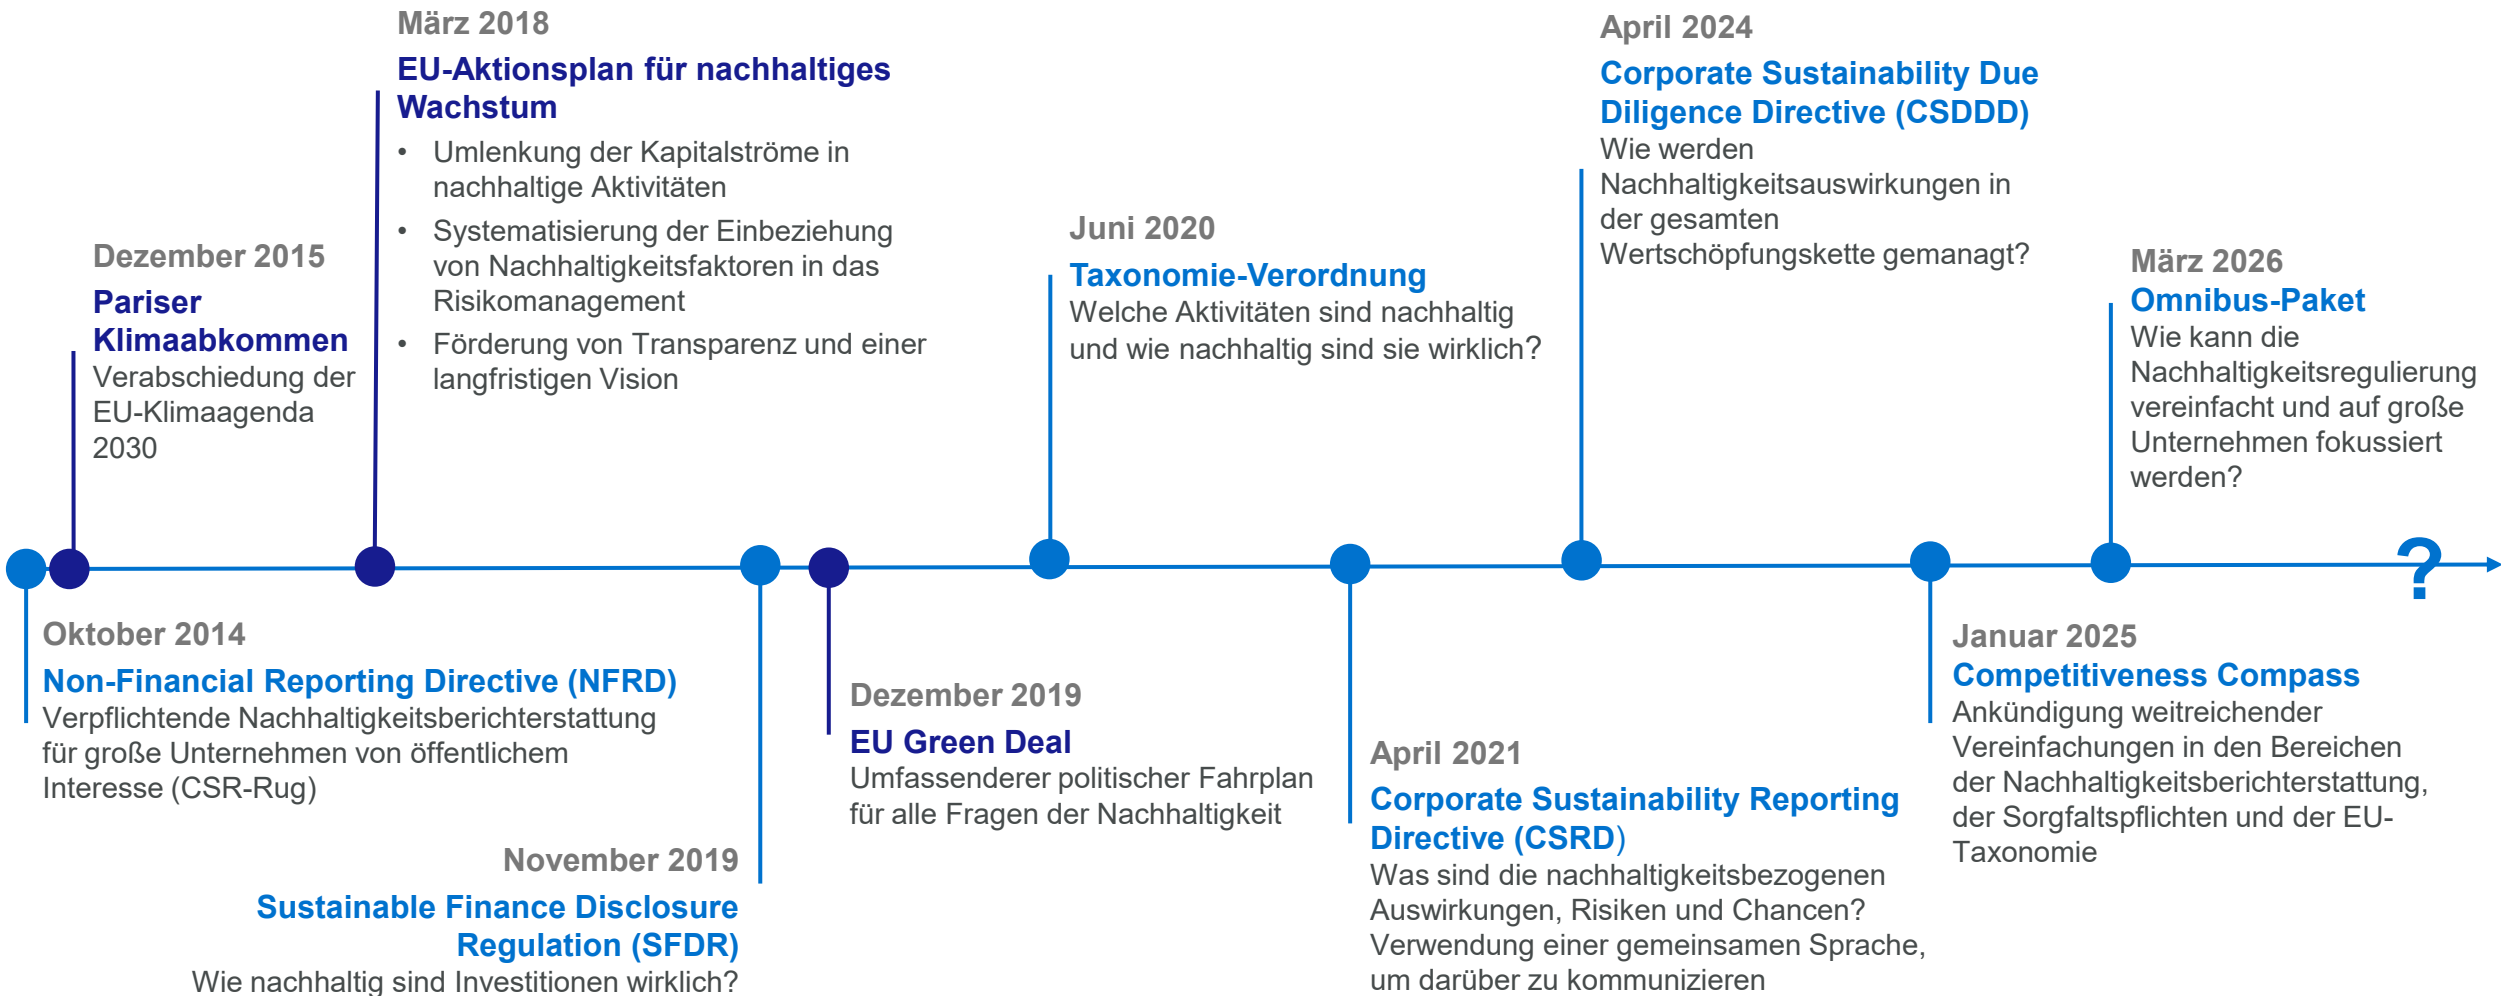 März 2018
EU-Aktionsplan für nachhaltiges
Wachstum
• Umlenkung der Kapitalströme in
nachhaltige Aktivitäten
• Systematisierung der Einbeziehung
von Nachhaltigkeitsfaktoren in das
Risikomanagement
• Förderung von Transparenz und einer
langfristigen Vision
April 2024
Corporate Sustainability Due
Diligence Directive (CSDDD)
Wie werden
Nachhaltigkeitsauswirkungen in
der gesamten
Wertschöpfungskette gemanagt?
Dezember 2015
Pariser
Klimaabkommen
Verabschiedung der
EU-Klimaagenda
2030
Juni 2020
Taxonomie-Verordnung
Welche Aktivitäten sind nachhaltig
und wie nachhaltig sind sie wirklich?
März 2026
Omnibus-Paket
Wie kann die
Nachhaltigkeitsregulierung
vereinfacht und auf große
Unternehmen fokussiert
werden?
?
Oktober 2014
Non-Financial Reporting Directive (NFRD)
Verpflichtende Nachhaltigkeitsberichterstattung
für große Unternehmen von öffentlichem
Interesse (CSR-Rug)
November 2019
Sustainable Finance Disclosure
Regulation (SFDR)
Wie nachhaltig sind Investitionen wirklich?
Dezember 2019
EU Green Deal
Umfassenderer politischer Fahrplan
für alle Fragen der Nachhaltigkeit
April 2021
Corporate Sustainability Reporting
Directive (CSRD)
Was sind die nachhaltigkeitsbezogenen
Auswirkungen, Risiken und Chancen?
Verwendung einer gemeinsamen Sprache,
um darüber zu kommunizieren
Januar 2025
Competitiveness Compass
Ankündigung weitreichender
Vereinfachungen in den Bereichen
der Nachhaltigkeitsberichterstattung,
der Sorgfaltspflichten und der EU-
Taxonomie